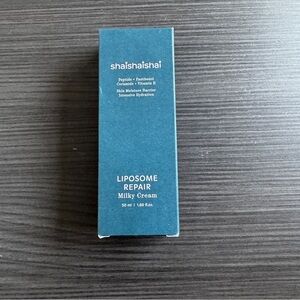 shaishaishai
Peptide • Panthenol
Ceramide • Vitamin E
Skin Moisture Barrier
Intensive Hydration
LIPOSOME
REPAIR
Milky Cream
50 ml | 1.69 fl.oz.